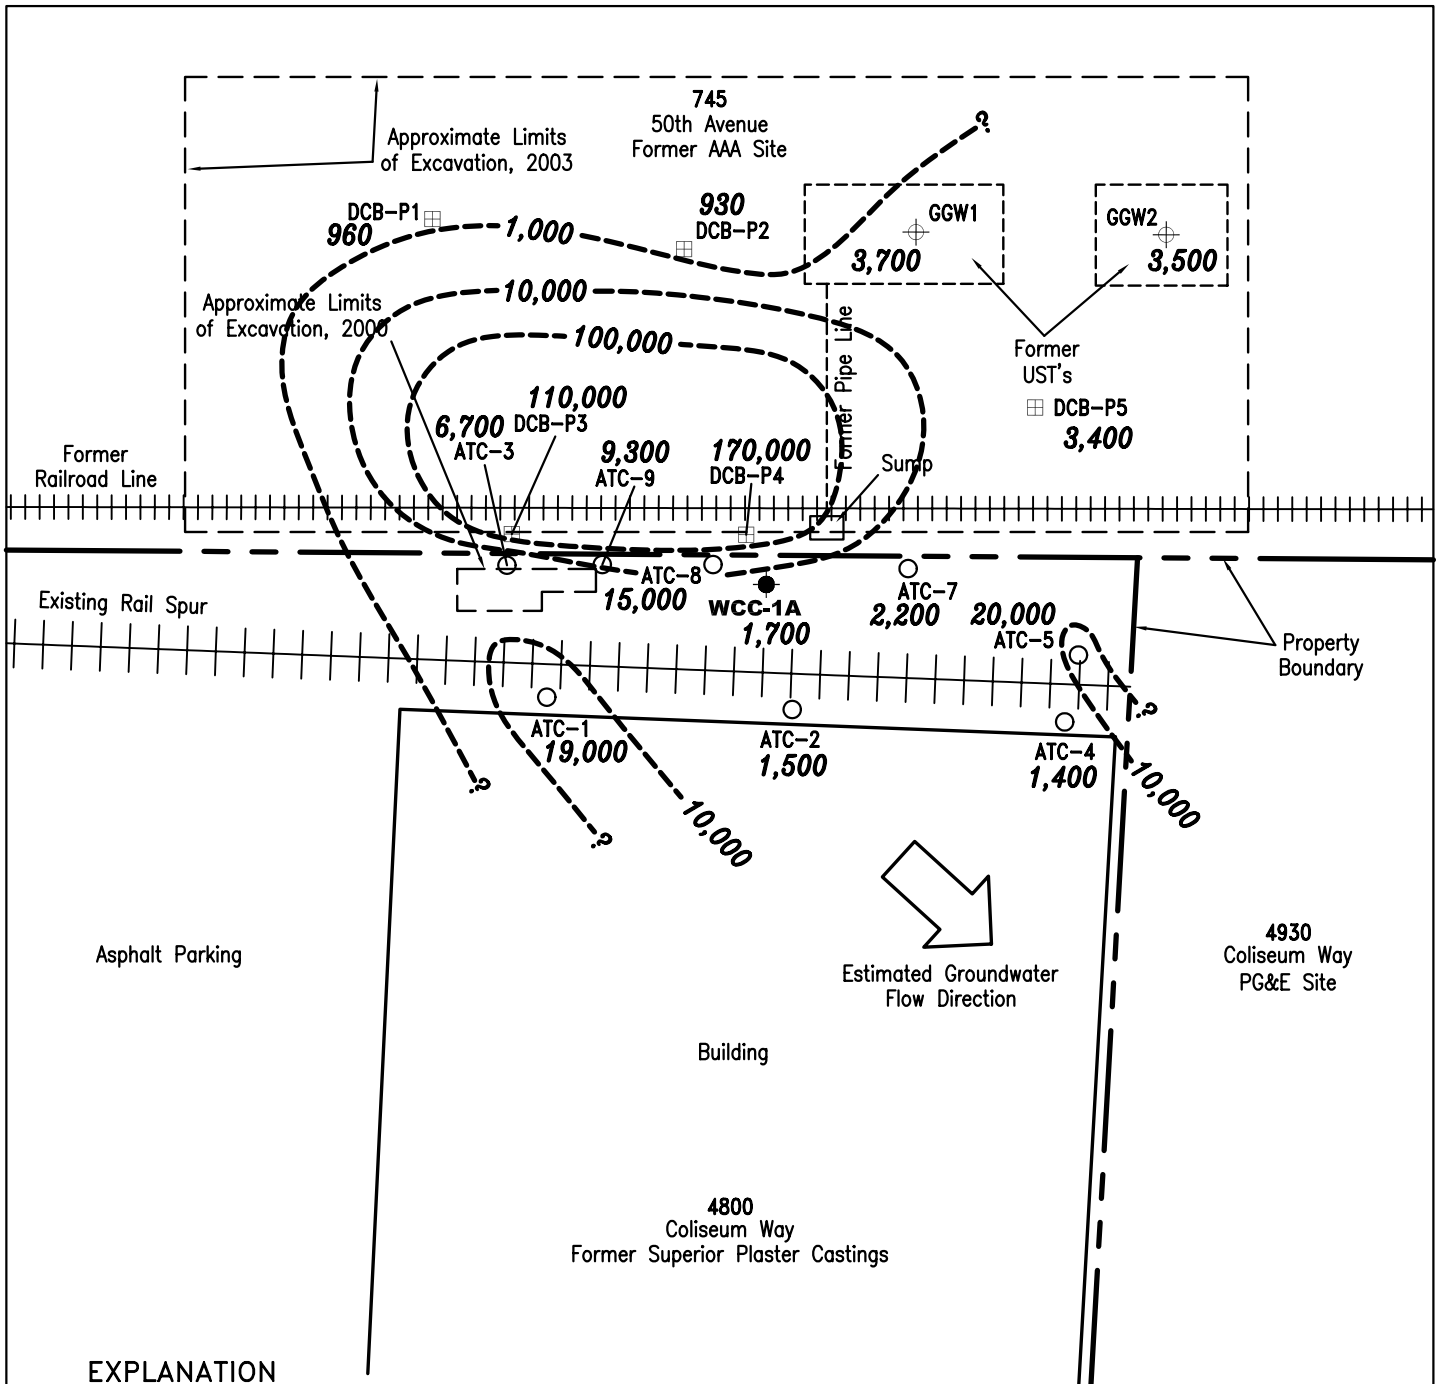 745
50th Avenue
Former AAA Site
?
Approximate Limits
of Excavation, 2003
DCB-P1
960
1,000
930
DCB-P2
GGW1
3,700
GGW2
3,500
Approximate Limits
of Excavation, 2000
10,000
100,000
Former Pipe Line
Former
UST's
110,000
DCB-P3
6,700
ATC-3
9,300
ATC-9
170,000
DCB-P4
DCB-P5
3,400
Former
Railroad Line
Sump
ATC-8
15,000
WCC-1A
1,700
ATC-7
2,200
20,000
ATC-5
Existing Rail Spur
Property
Boundary
ATC-1
19,000
ATC-2
1,500
ATC-4
1,400
?
?
?
10,000
10,000
Estimated Groundwater
Flow Direction
Asphalt Parking
4930
Coliseum Way
PG&E Site
Building
4800
Coliseum Way
Former Superior Plaster Castings
EXPLANATION